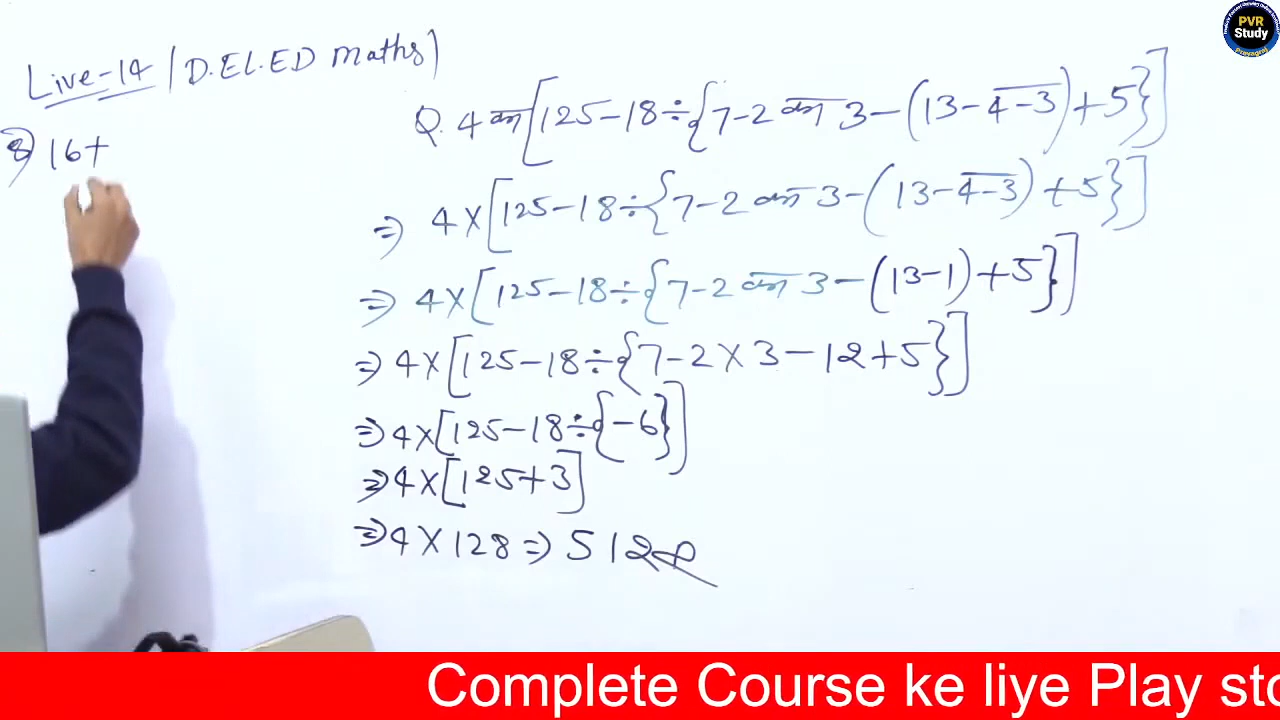 Live-14 / D.EL.ED Maths)
8) 16+
Q. 4 का [125-18÷{7-2 का 3-(13-4̅-̅3̅)+5}]
⇒ 4×[125-18÷{7-2 का 3-(13-4̅-̅3̅)+5}]
⇒ 4×[125-18÷{7-2 का 3-(13-1)+5}]
⇒ 4×[125-18÷{7-2×3-12+5}]
⇒ 4×[125-18÷{-6}]
⇒ 4×[125+3]
⇒ 4×128 ⇒ 512
PVR
Study
Prayagraj
Complete Course ke liye Play sto